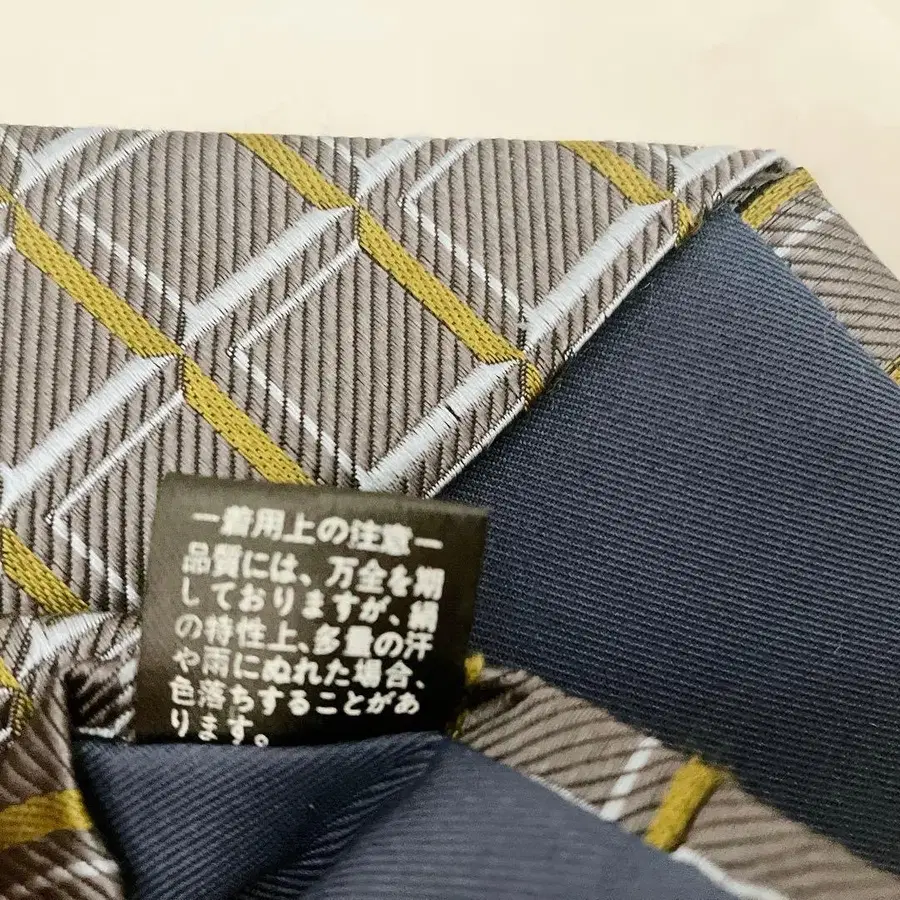 ー着用上の注意ー
品質には、万全を期
しておりますが、絹
の特性上、多量の汗
や雨にぬれた場合、
色落ちすることがあ
ります。